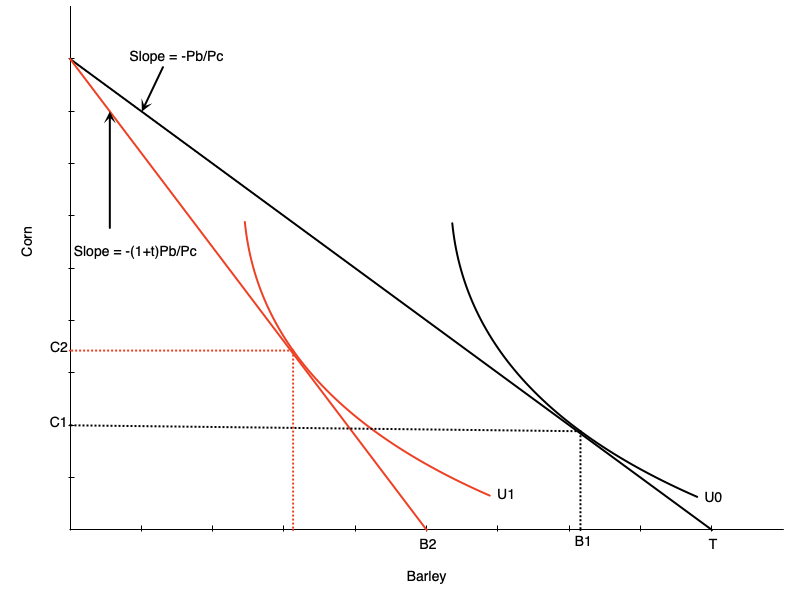 Slope = -Pb/Pc
Corn
Slope = -(1+t)Pb/Pc
C2
C1
U1
U0
B2
B1
T
Barley